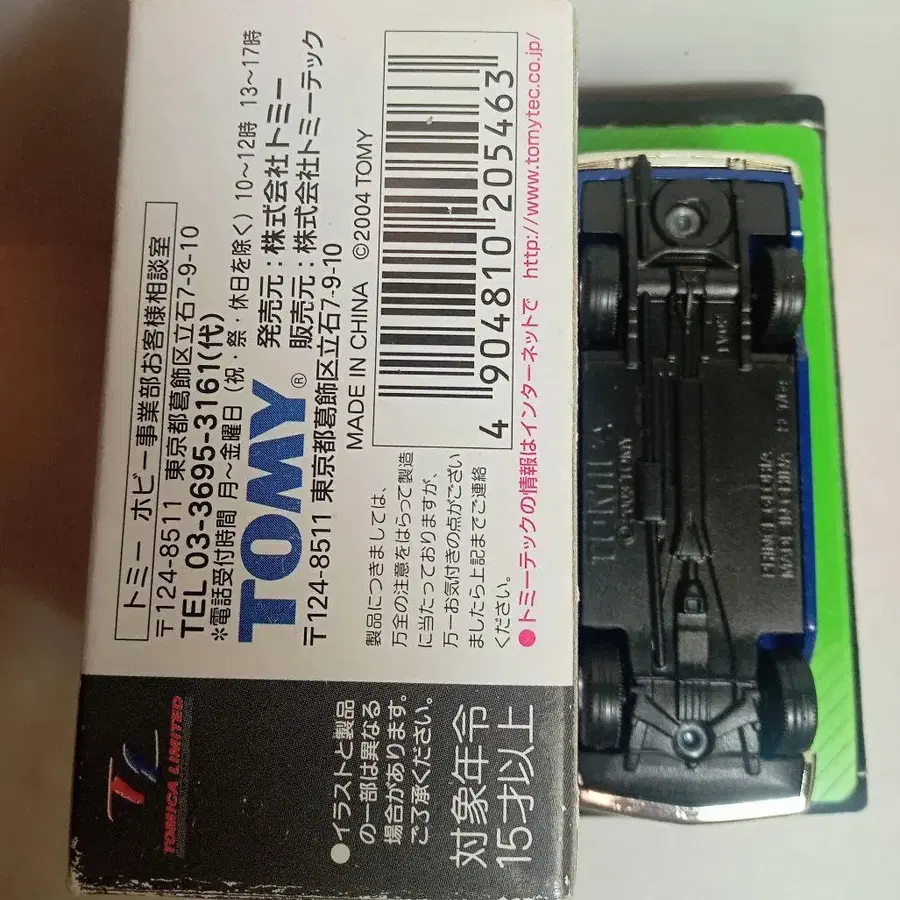 トミー ホビー事業部お客様相談室
〒124-8511 東京都葛飾区立石7-9-10
TEL 03-3695-3161(代)
*電話受付時間 月～金曜日 (祝・祭・休日を除く) 10～12時 13～17時
TOMY®
発売元：株式会社トミー
販売元：株式会社トミーテック
〒124-8511 東京都葛飾区立石7-9-10
MADE IN CHINA ©2004 TOMY
4 904810 205463
製品につきましては、
万全の注意をはらって製造
に当たっておりますが、
万一お気付きの点がござい
ましたら上記までご連絡
ください。
●トミーテックの情報はインターネットで http://www.tomytec.co.jp/
TL
TOMICA LIMITED
●イラストと製品
の一部は異なる
場合があります。
ご了承ください。
対象年令
15才以上
TOMICA
MADE IN CHINA